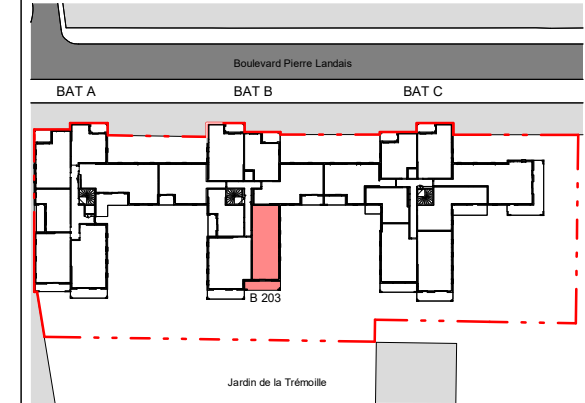 Boulevard Pierre Landais
BAT A
BAT B
BAT C
B 203
Jardin de la Trémoille